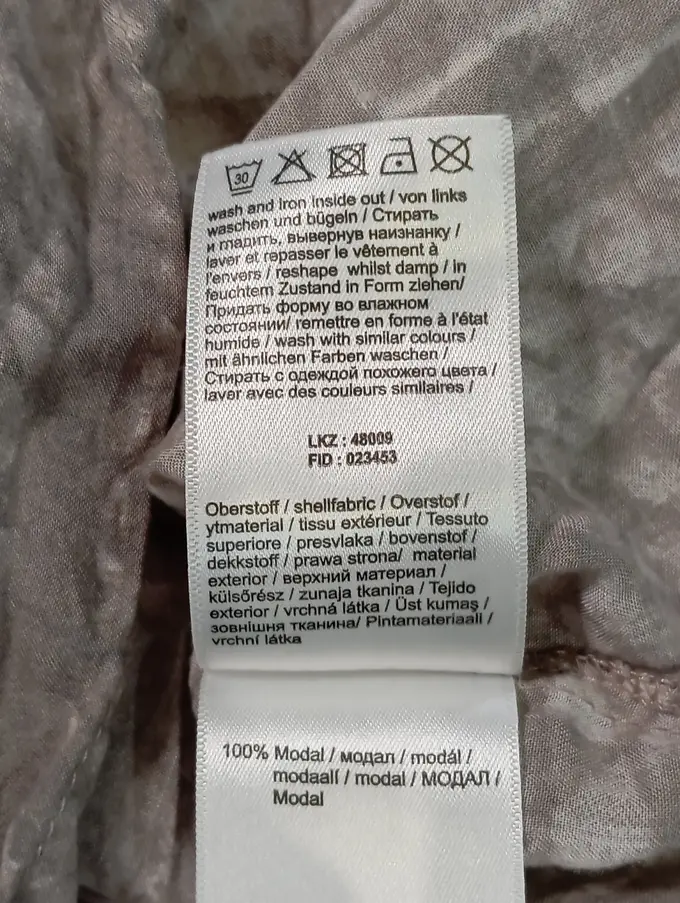 30
wash and iron inside out / von links
waschen und bügeln / Стирать
и гладить, вывернув наизнанку /
laver et repasser le vêtement à
l'envers / reshape whilst damp / in
feuchtem Zustand in Form ziehen/
Придать форму во влажном
состоянии/ remettre en forme à l'état
humide / wash with similar colours /
mit ähnlichen Farben waschen /
Стирать с одеждой похожего цвета /
laver avec des couleurs similaires /
LKZ : 48009
FID : 023453
Oberstoff / shellfabric / Overstof /
ytmaterial / tissu extérieur / Tessuto
superiore / presvlaka / bovenstof /
dekkstoff / prawa strona/ material
exterior / верхний материал /
külsőrész / zunaja tkanina / Tejido
exterior / vrchná látka / Üst kumaş /
зовнішня тканина/ Pintamateriaali /
vrchní látka
100% Modal / модал / modál /
modaali / modal / МОДАЛ /
Modal